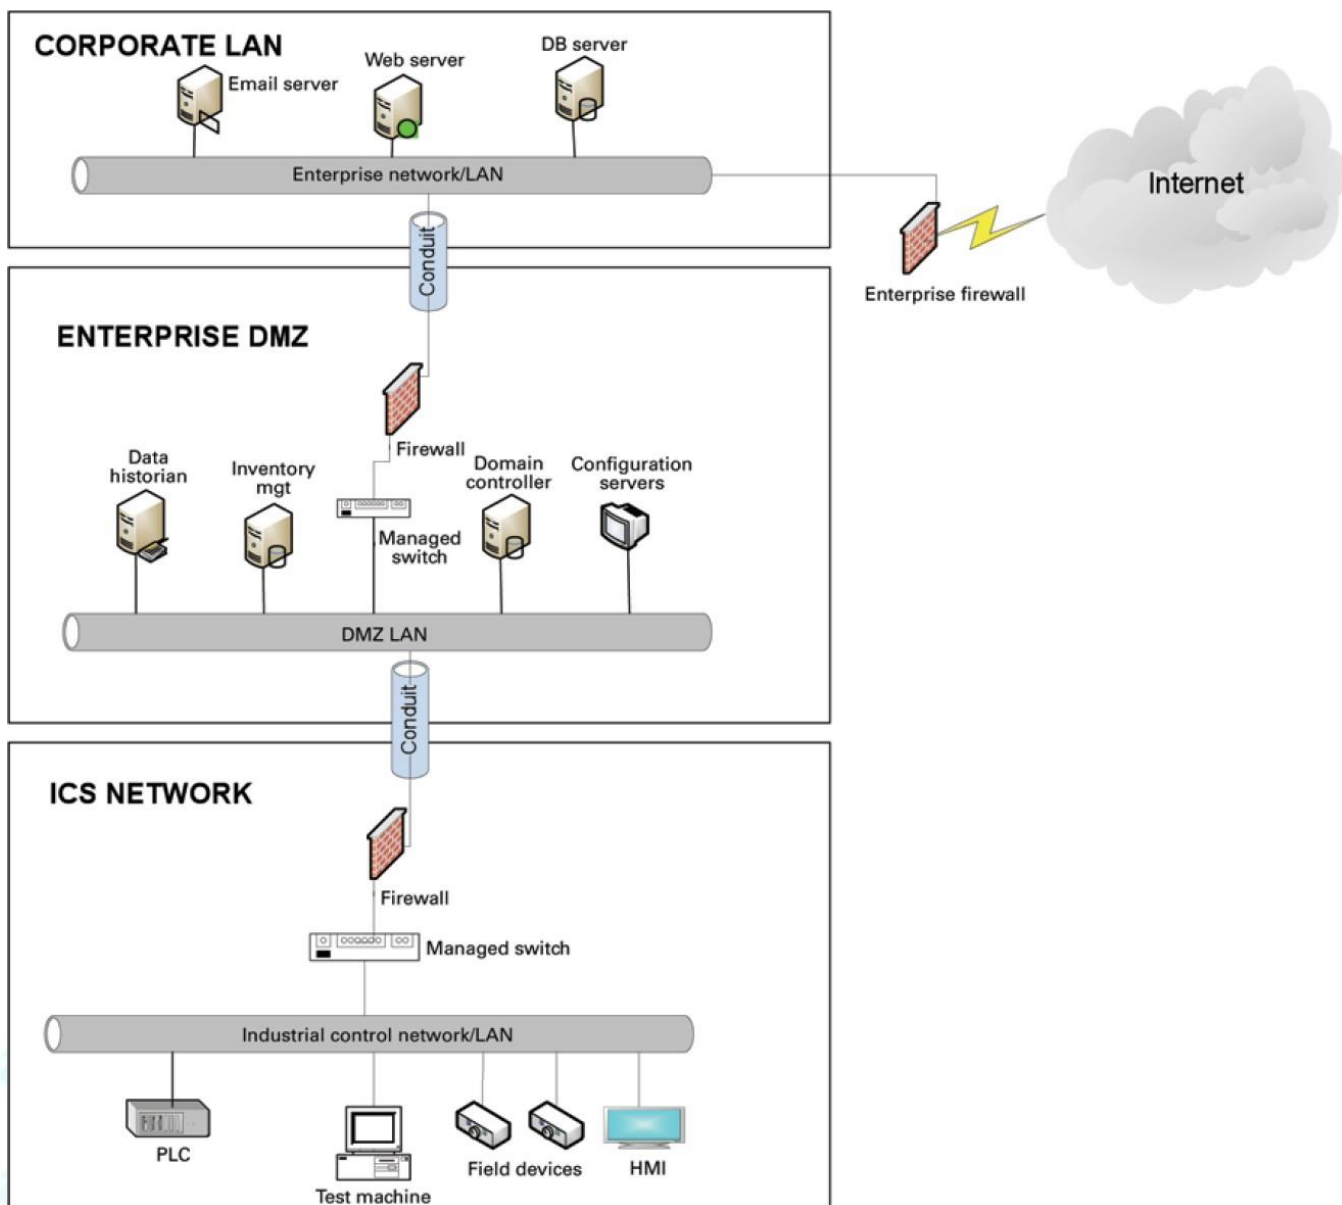 CORPORATE LAN
Email server
Web server
DB server
Enterprise network/LAN
Internet
Enterprise firewall
Conduit
ENTERPRISE DMZ
Firewall
Data
historian
Inventory
mgt
Managed
switch
Domain
controller
Configuration
servers
DMZ LAN
Conduit
ICS NETWORK
Firewall
Managed switch
Industrial control network/LAN
PLC
Test machine
Field devices
HMI